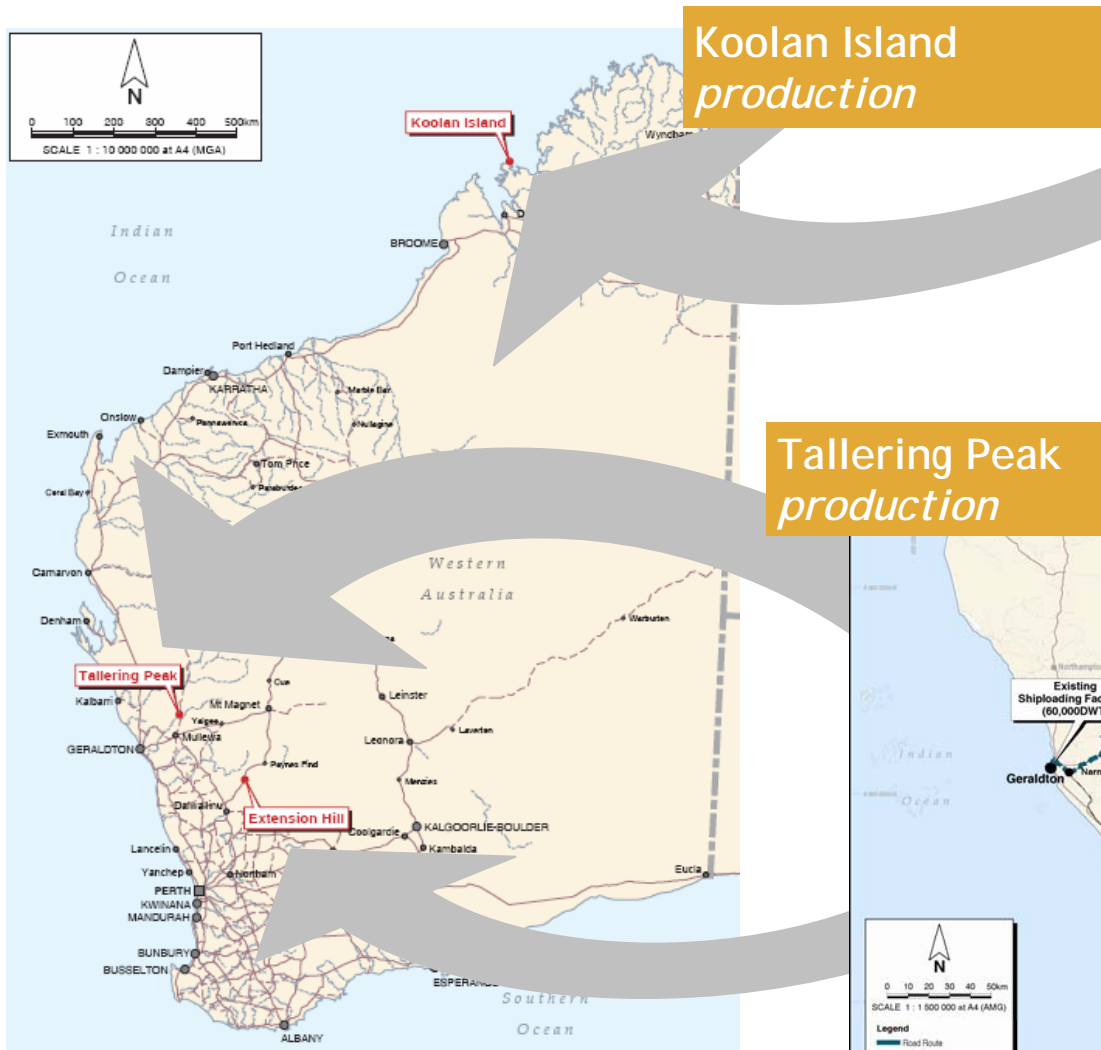 Koolan Island
production
N
0 100 200 300 400 500km
SCALE 1 : 10 000 000 at A4 (MGA)
Koolan Island
Wyndham
Indian
Ocean
BROOME
Port Hedland
Dampier
KARRATHA
Marble Bar
Onslow
Pannawonica
Nullagine
Exmouth
Tom Price
Coral Bay
Tallering Peak
production
Western
Australia
Carnarvon
Denham
Warburton
Tallering Peak
Cue
Kalbarri
Mt Magnet
Leinster
Yalgoo
Mullewa
GERALDTON
Leonora
Laverton
Paynes Find
Menzies
Dalwallinu
Extension Hill
Coolgardie
KALGOORLIE-BOULDER
Kambalda
Lancelin
Yanchep
Northam
Eucla
PERTH
KWINANA
MANDURAH
BUNBURY
BUSSELTON
ESPERANCE
Southern
Ocean
ALBANY
Existing
Shiploading
(60,000DWT
Indian
Ocean
Geraldton
N
0 10 20 30 40 50km
SCALE 1 : 1 500 000 at A4 (AMG)
Legend
Road Route